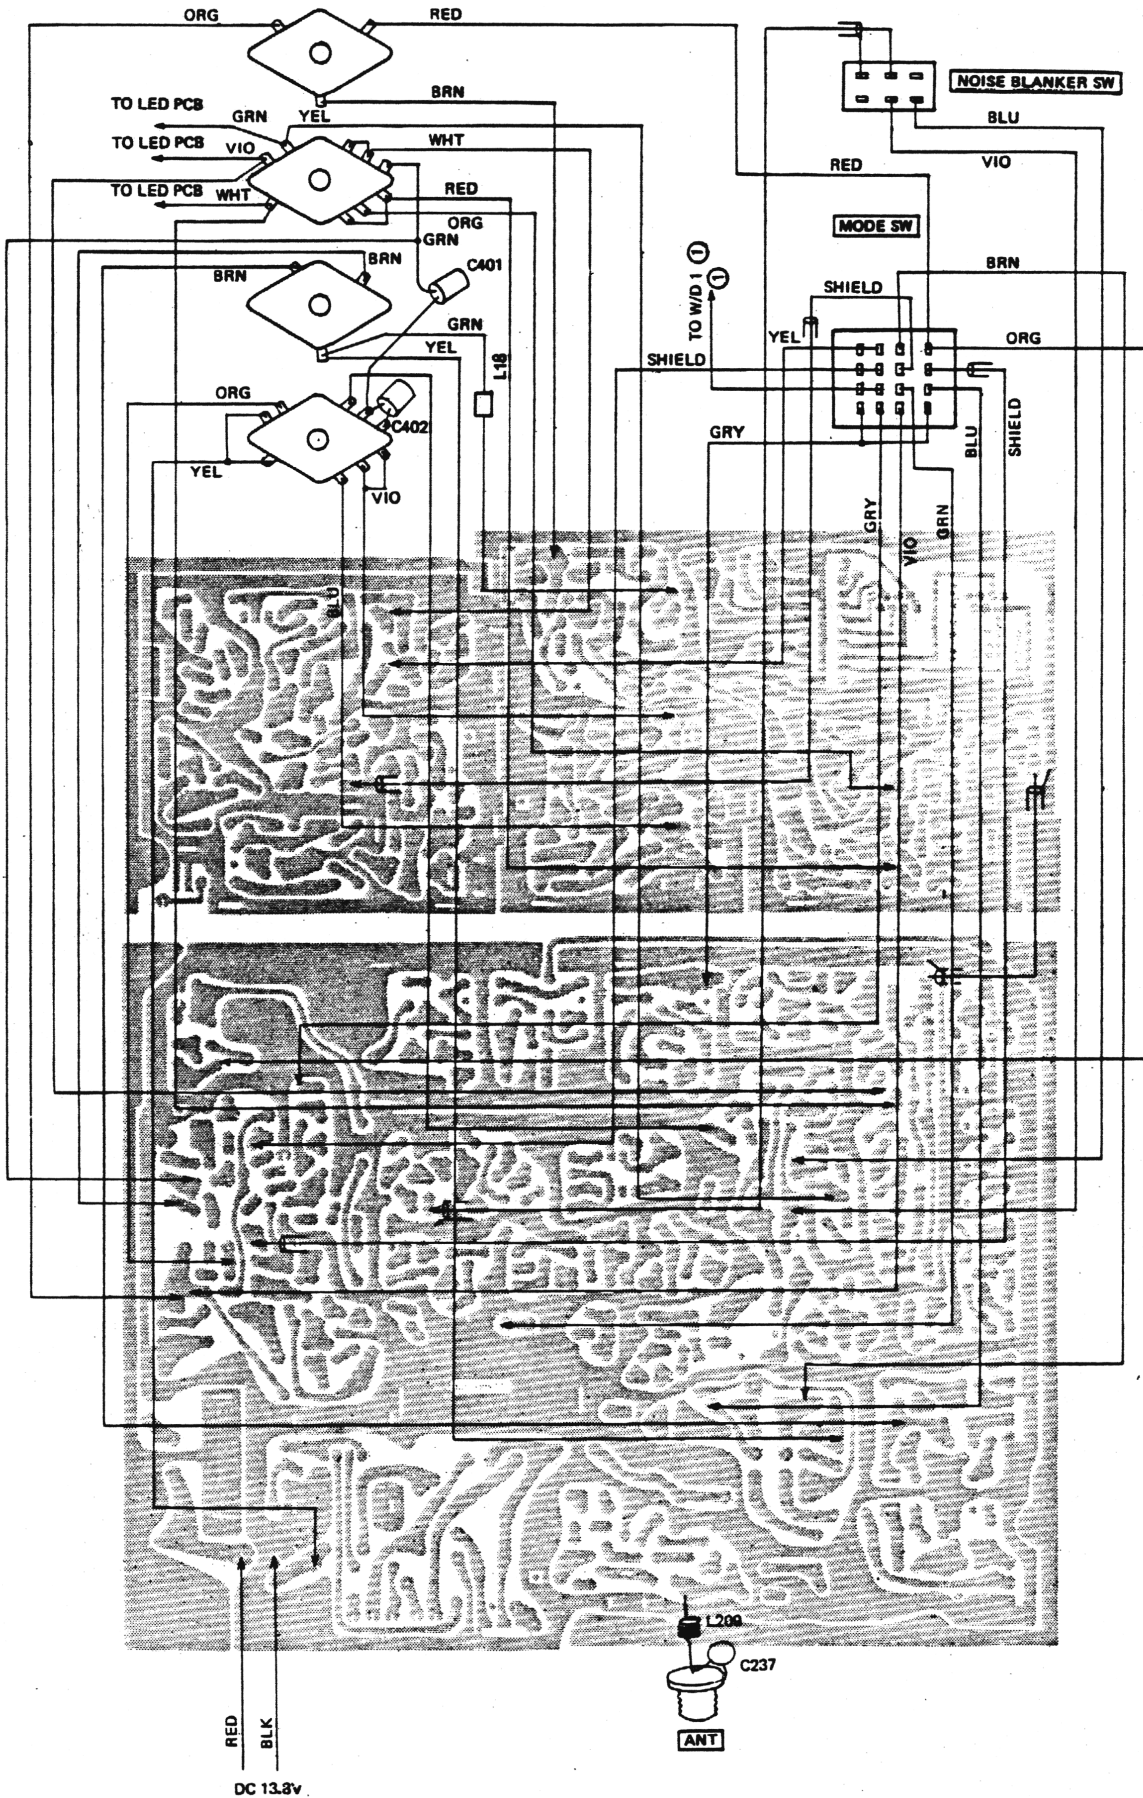 ORG
RED
BRN
TO LED PCB
GRN
YEL
TO LED PCB
VIO
WHT
TO LED PCB
WHT
RED
ORG
GRN
BRN
BRN
C401
GRN
YEL
L18
ORG
C402
YEL
VIO
NOISE BLANKER SW
BLU
VIO
RED
MODE SW
TO W/D 1 ① ①
BRN
SHIELD
YEL
ORG
SHIELD
GRY
BLU
SHIELD
GRY
VIO
GRN
BLU
L209
C237
ANT
RED
BLK
DC 13.8V